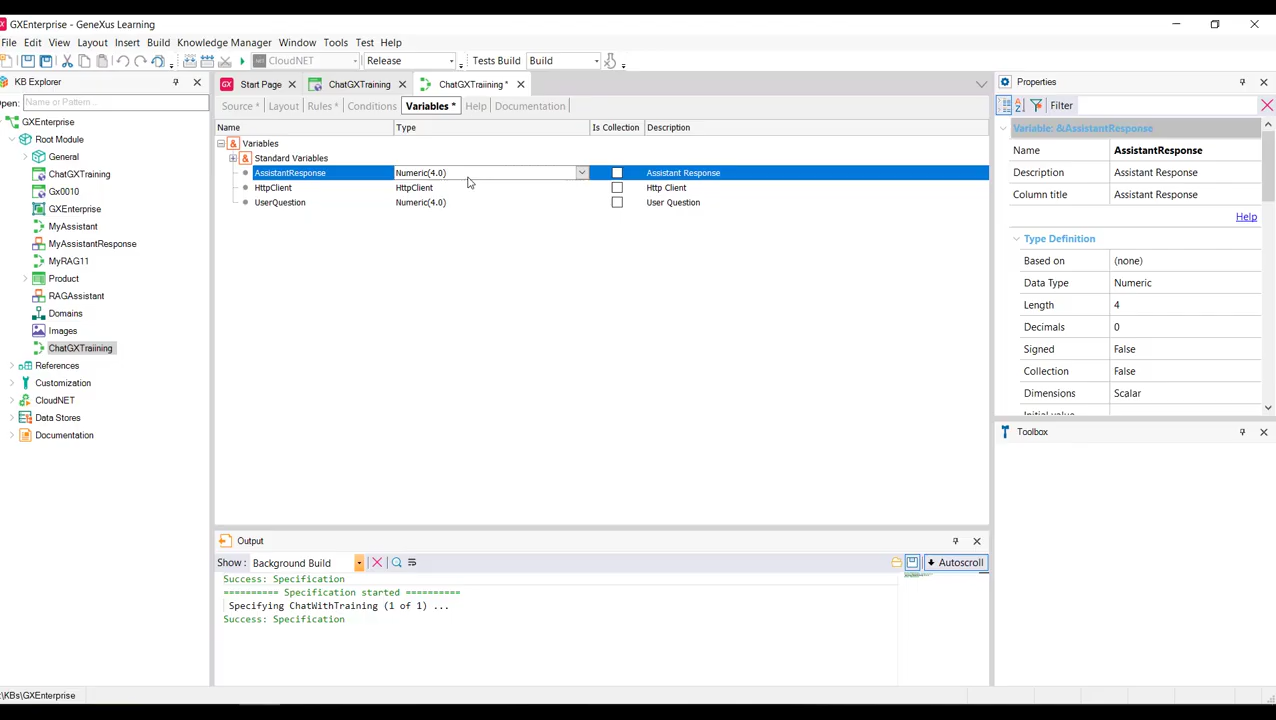 GXEnterprise - GeneXus Learning
File Edit View Layout Insert Build Knowledge Manager Window Tools Test Help
CloudNET Release Tests Build Build
KB Explorer
Open: Name or Pattern...
GXEnterprise
Root Module
General
ChatGXTraining
Gx0010
GXEnterprise
MyAssistant
MyAssistantResponse
MyRAG11
Product
RAGAssistant
Domains
Images
ChatGXTraiining
References
Customization
CloudNET
Data Stores
Documentation
Start Page ChatGXTraining ChatGXTraining *
Source * Layout Rules * Conditions Variables * Help Documentation
Name Type Is Collection Description
Variables
Standard Variables
AssistantResponse Numeric(4.0) Assistant Response
HttpClient HttpClient Http Client
UserQuestion Numeric(4.0) User Question
Output
Show: Background Build Autoscroll
Success: Specification
========== Specification started ==========
Specifying ChatWithTraining (1 of 1) ...
Success: Specification
Properties
Filter
Variable: &AssistantResponse
Name AssistantResponse
Description Assistant Response
Column title Assistant Response
Help
Type Definition
Based on (none)
Data Type Numeric
Length 4
Decimals 0
Signed False
Collection False
Dimensions Scalar
Toolbox
:\KBs\GXEnterprise